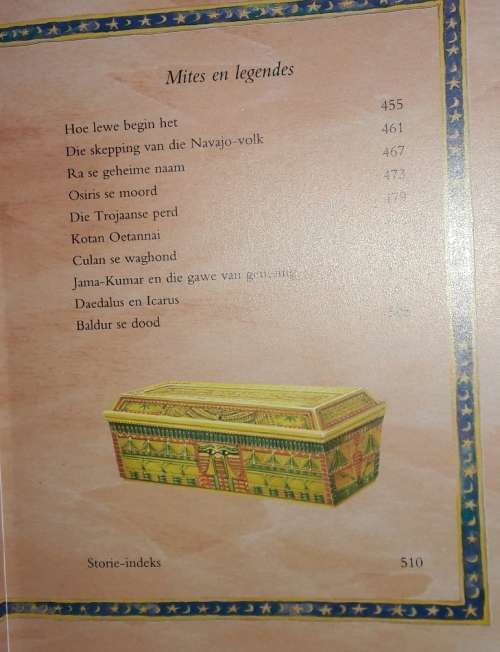 Mites en legendes
Hoe lewe begin het 455
Die skepping van die Navajo-volk 461
Ra se geheime naam 467
Osiris se moord 473
Die Trojaanse perd 479
Kotan Oetannai
Culan se waghond
Jama-Kumar en die gawe van
Daedalus en Icarus
Baldur se dood
Storie-indeks 510